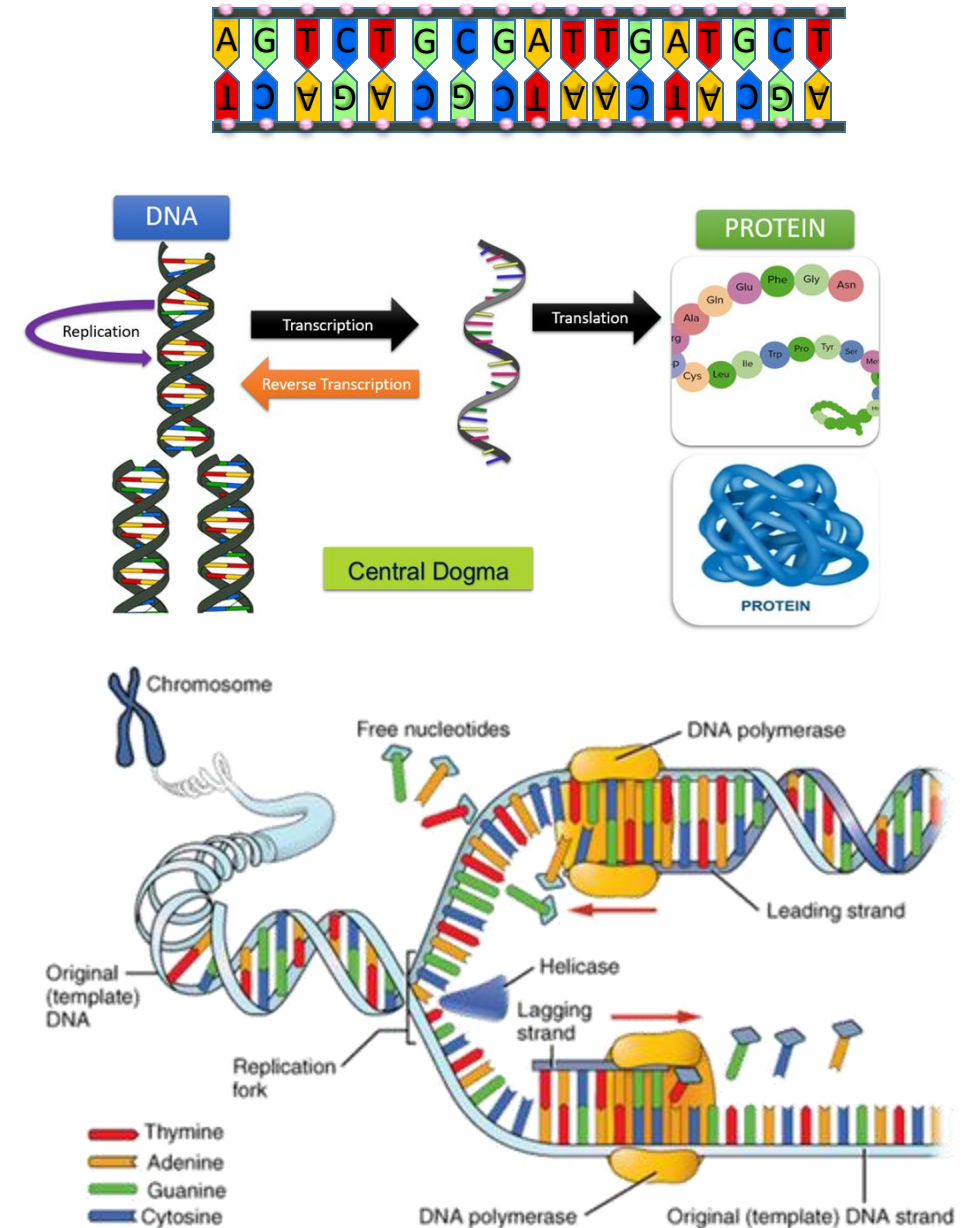 A G T C T G C G A T T G A T G C T
T C A G A C G C T A A C T A C G A
DNA
PROTEIN
Replication
Transcription
Translation
Reverse Transcription
Glu Phe Gly Asn
Gln
Ala
rg
p
Cys Leu Ile Trp Pro Tyr Ser Met
Central Dogma
PROTEIN
Chromosome
Free nucleotides
DNA polymerase
Leading strand
Helicase
Original
(template)
DNA
Lagging
strand
Replication
fork
Thymine
Adenine
Guanine
Cytosine
DNA polymerase
Original (template) DNA strand